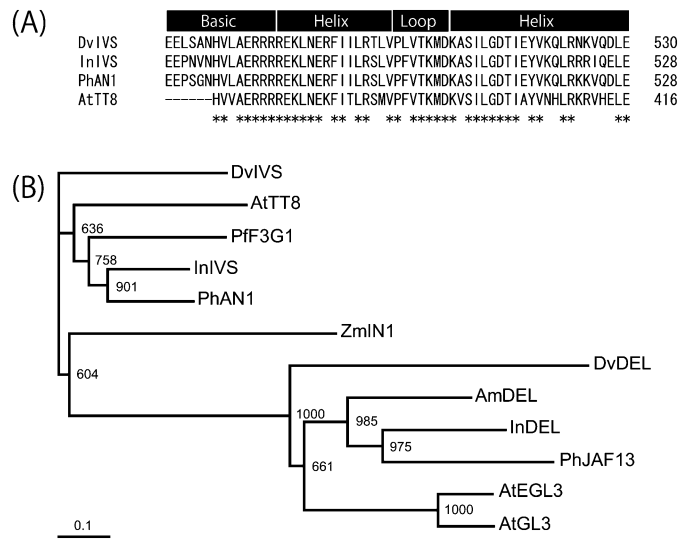 (A)
Basic Helix Loop Helix
DvIVS EELSANHVLAERRRREKLNERFIILRTLVPLVTKMDKASILGDTIEYVKQLRNKVQDLE 530
InIVS EEPNVNHVLAERRRREKLNERFIILRSLVPFVTKMDKASILGDTIEYVKQLRRRIQELE 528
PhAN1 EEPSGNHVLAERRRREKLNERFIILRSLVPFVTKMDKASILGDTIEYVKQLRKKVQDLE 528
AtTT8 ------HVVAERRRREKLNEKFITLRSMVPFVTKMDKVSILGDTIAYVNHLRKRVHELE 416
** *********** ** ** ** ****** ******* ** ** **
(B)
DvIVS
AtTT8
636
PfF3G1
758
InIVS
901
PhAN1
ZmIN1
604
DvDEL
AmDEL
1000
985
InDEL
975
PhJAF13
661
AtEGL3
1000
AtGL3
0.1